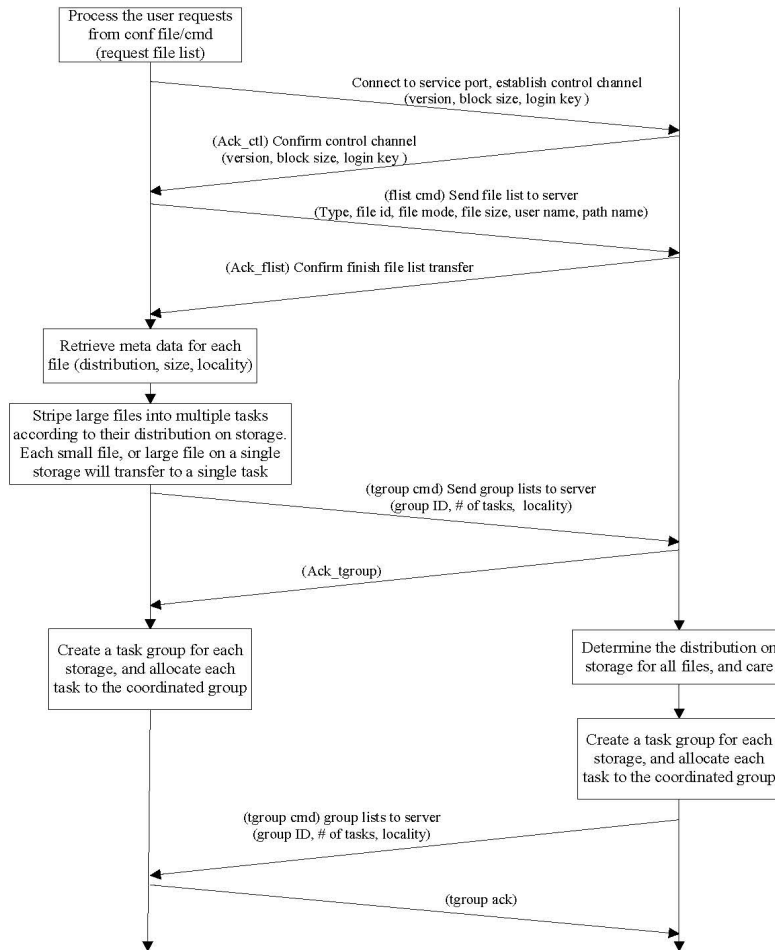 Process the user requests
from conf file/cmd
(request file list)
Connect to service port, establish control channel
(version, block size, login key )
(Ack_ctl) Confirm control channel
(version, block size, login key )
(flist cmd) Send file list to server
(Type, file id, file mode, file size, user name, path name)
(Ack_flist) Confirm finish file list transfer
Retrieve meta data for each
file (distribution, size, locality)
Stripe large files into multiple tasks
according to their distribution on storage.
Each small file, or large file on a single
storage will transfer to a single task
(tgroup cmd) Send group lists to server
(group ID, # of tasks, locality)
(Ack_tgroup)
Create a task group for each
storage, and allocate each
task to the coordinated group
Determine the distribution on
storage for all files, and care
Create a task group for each
storage, and allocate each
task to the coordinated group
(tgroup cmd) group lists to server
(group ID, # of tasks, locality)
(tgroup ack)